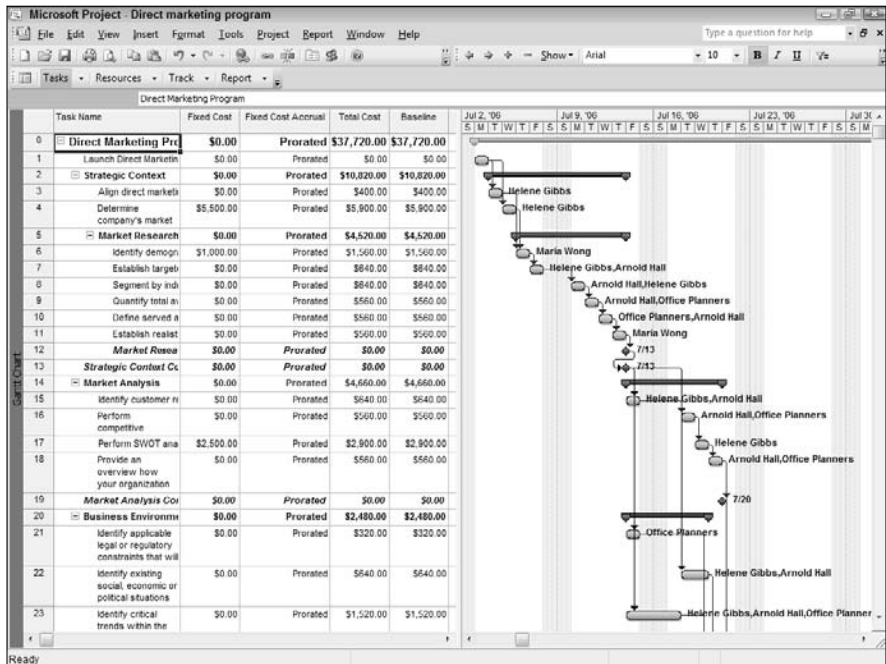 Microsoft Project - Direct marketing program
File Edit View Insert Format Tools Project Report Window Help Type a question for help
Show Arial 10 B I U
Tasks Resources Track Report
Direct Marketing Program
Task Name Fixed Cost Fixed Cost Accrual Total Cost Baseline Jul 2, '06 Jul 9, '06 Jul 16, '06 Jul 23, '06 Jul 30
S M T W T F S S M T W T F S S M T W T F S S M T W T F S S M
0 Direct Marketing Pro $0.00 Prorated $37,720.00 $37,720.00
1 Launch Direct Marketin $0.00 Prorated $0.00 $0.00
2 Strategic Context $0.00 Prorated $10,820.00 $10,820.00
3 Align direct marketi $0.00 Prorated $400.00 $400.00 Helene Gibbs
4 Determine company's market $5,500.00 Prorated $5,900.00 $5,900.00 Helene Gibbs
5 Market Research $0.00 Prorated $4,520.00 $4,520.00
6 Identify demogr $1,000.00 Prorated $1,560.00 $1,560.00 Maria Wong
7 Establish target $0.00 Prorated $640.00 $640.00 Helene Gibbs,Arnold Hall
8 Segment by ind $0.00 Prorated $640.00 $640.00 Arnold Hall,Helene Gibbs
9 Quantify total av $0.00 Prorated $560.00 $560.00 Arnold Hall,Office Planners
10 Define served a $0.00 Prorated $560.00 $560.00 Office Planners,Arnold Hall
11 Establish realist $0.00 Prorated $560.00 $560.00 Maria Wong
12 Market Resea $0.00 Prorated $0.00 $0.00 7/13
13 Strategic Context Co $0.00 Prorated $0.00 $0.00 7/13
14 Market Analysis $0.00 Prorated $4,660.00 $4,660.00
15 Identify customer n $0.00 Prorated $640.00 $640.00 Helene Gibbs,Arnold Hall
16 Perform competitive $0.00 Prorated $560.00 $560.00 Arnold Hall,Office Planners
17 Perform SWOT ana $2,500.00 Prorated $2,900.00 $2,900.00 Helene Gibbs
18 Provide an overview how your organization $0.00 Prorated $560.00 $560.00 Arnold Hall,Office Planners
19 Market Analysis Co $0.00 Prorated $0.00 $0.00 7/20
20 Business Environme $0.00 Prorated $2,480.00 $2,480.00
21 Identify applicable legal or regulatory constraints that will $0.00 Prorated $320.00 $320.00 Office Planners
22 Identify existing social, economic or political situations $0.00 Prorated $640.00 $640.00 Helene Gibbs,Arnold Hall
23 Identify critical trends within the $0.00 Prorated $1,520.00 $1,520.00 Helene Gibbs,Arnold Hall,Office Planner
Gantt Chart
Ready